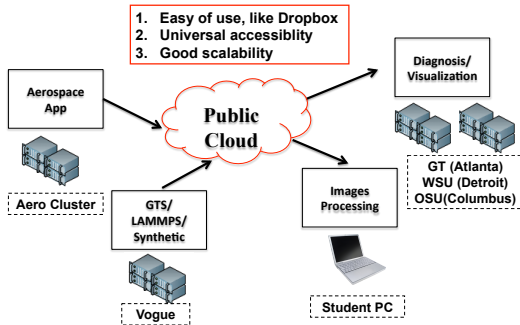 1. Easy of use, like Dropbox
2. Universal accessiblity
3. Good scalability
Aerospace
App
Aero Cluster
Public
Cloud
Diagnosis/
Visualization
GT (Atlanta)
WSU (Detroit)
OSU(Columbus)
GTS/
LAMMPS/
Synthetic
Vogue
Images
Processing
Student PC